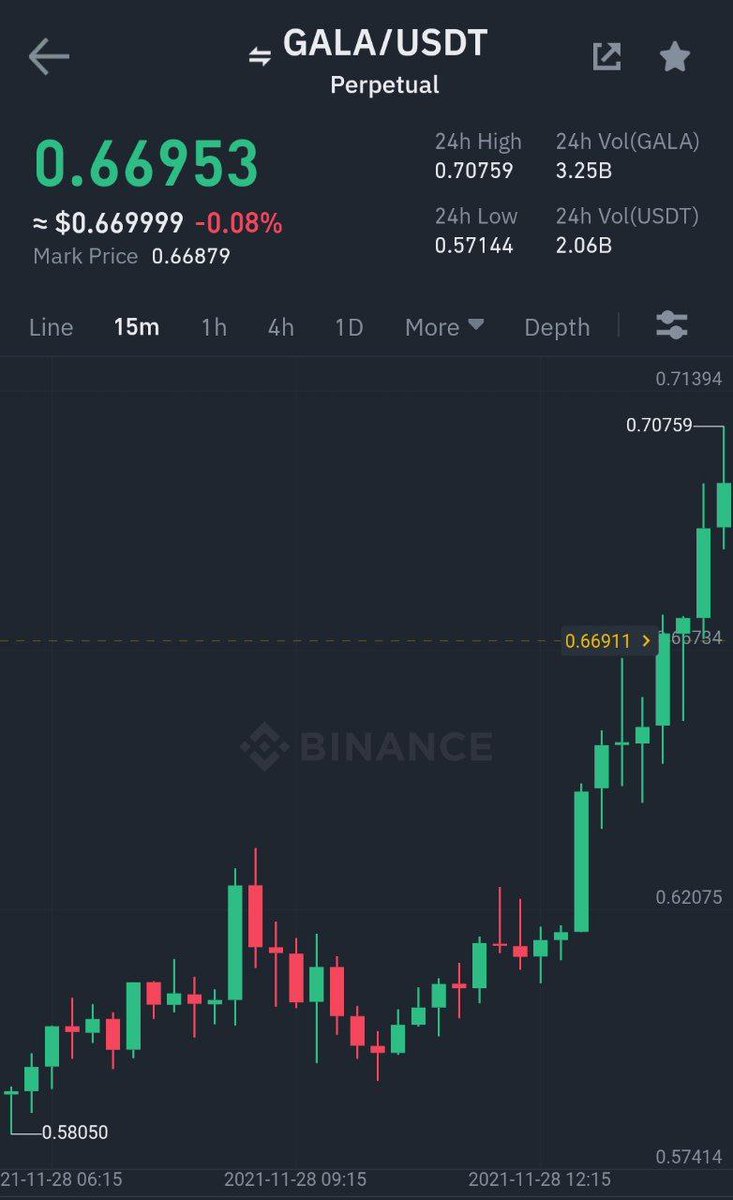 GALA/USDT
Perpetual
0.66953
≈ $0.669999 -0.08%
Mark Price 0.66879
24h High
0.70759
24h Vol(GALA)
3.25B
24h Low
0.57144
24h Vol(USDT)
2.06B
Line 15m 1h 4h 1D More Depth
0.71394
0.70759
0.66911 >
BINANCE
0.62075
0.58050
0.57414
21-11-28 06:15 2021-11-28 09:15 2021-11-28 12:15